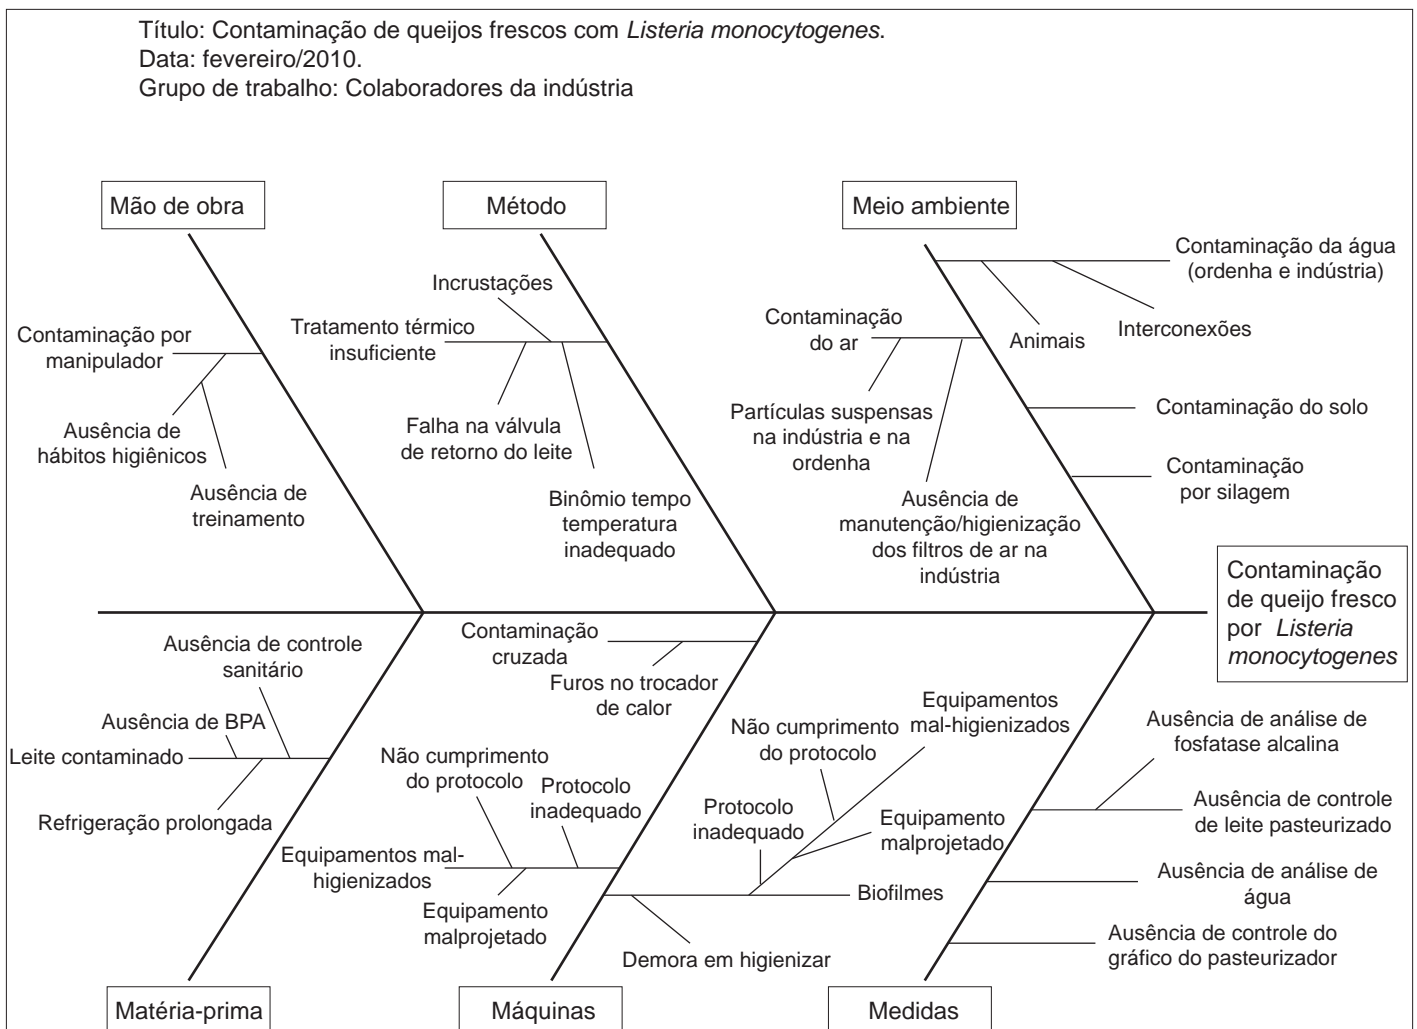 Título: Contaminação de queijos frescos com Listeria monocytogenes.
Data: fevereiro/2010.
Grupo de trabalho: Colaboradores da indústria
Mão de obra
Método
Meio ambiente
Contaminação por
manipulador
Ausência de
hábitos higiênicos
Ausência de
treinamento
Incrustações
Tratamento térmico
insuficiente
Falha na válvula
de retorno do leite
Binômio tempo
temperatura
inadequado
Contaminação da água
(ordenha e indústria)
Animais
Interconexões
Contaminação
do ar
Partículas suspensas
na indústria e na
ordenha
Ausência de
manutenção/higienização
dos filtros de ar na
indústria
Contaminação do solo
Contaminação
por silagem
Contaminação
de queijo fresco
por Listeria
monocytogenes
Ausência de controle
sanitário
Ausência de BPA
Leite contaminado
Refrigeração prolongada
Contaminação
cruzada
Furos no trocador
de calor
Não cumprimento
do protocolo
Protocolo
inadequado
Equipamentos mal-
higienizados
Equipamento
malprojetado
Equipamentos
mal-higienizados
Não cumprimento
do protocolo
Protocolo
inadequado
Equipamento
malprojetado
Biofilmes
Demora em higienizar
Ausência de análise de
fosfatase alcalina
Ausência de controle
de leite pasteurizado
Ausência de análise de
água
Ausência de controle do
gráfico do pasteurizador
Matéria-prima
Máquinas
Medidas